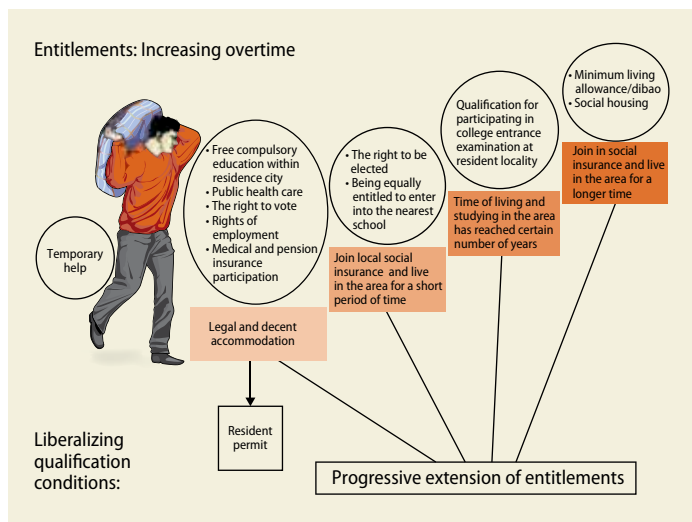 Entitlements: Increasing overtime
Temporary
help
• Free compulsory
education within
residence city
• Public health care
• The right to vote
• Rights of
employment
• Medical and pension
insurance
participation
Legal and decent
accommodation
Resident
permit
• The right to be
elected
• Being equally
entitled to enter
into the nearest
school
Join local social
insurance and live
in the area for a short
period of time
Qualification for
participating in
college entrance
examination at
resident locality
Time of living and
studying in the area
has reached certain
number of years
• Minimum living
allowance/dibao
• Social housing
Join in social
insurance and live
in the area for a
longer time
Liberalizing
qualification
conditions:
Progressive extension of entitlements